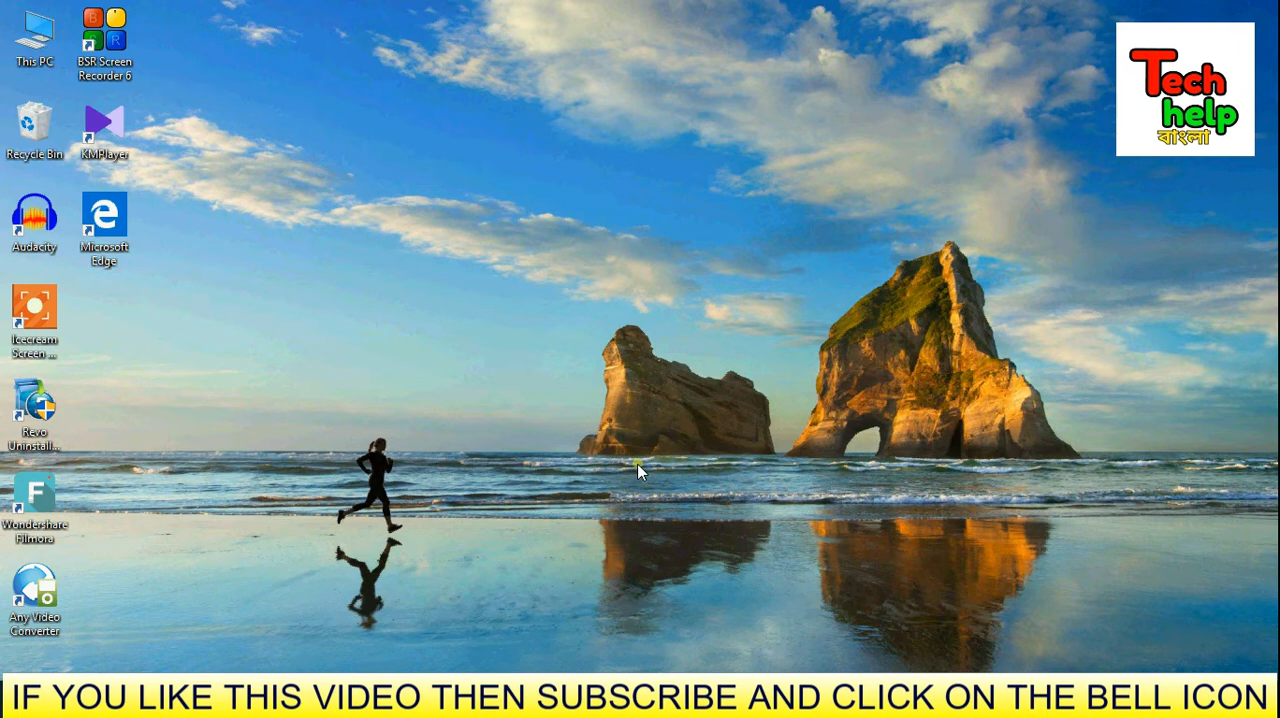 This PC
BSR Screen
Recorder 6
Recycle Bin
KMPlayer
Audacity
Microsoft
Edge
Icecream
Screen ...
Revo
Uninstall...
F
Wondershare
Filmora
Any Video
Converter
Tech
help
বাংলা
IF YOU LIKE THIS VIDEO THEN SUBSCRIBE AND CLICK ON THE BELL ICON